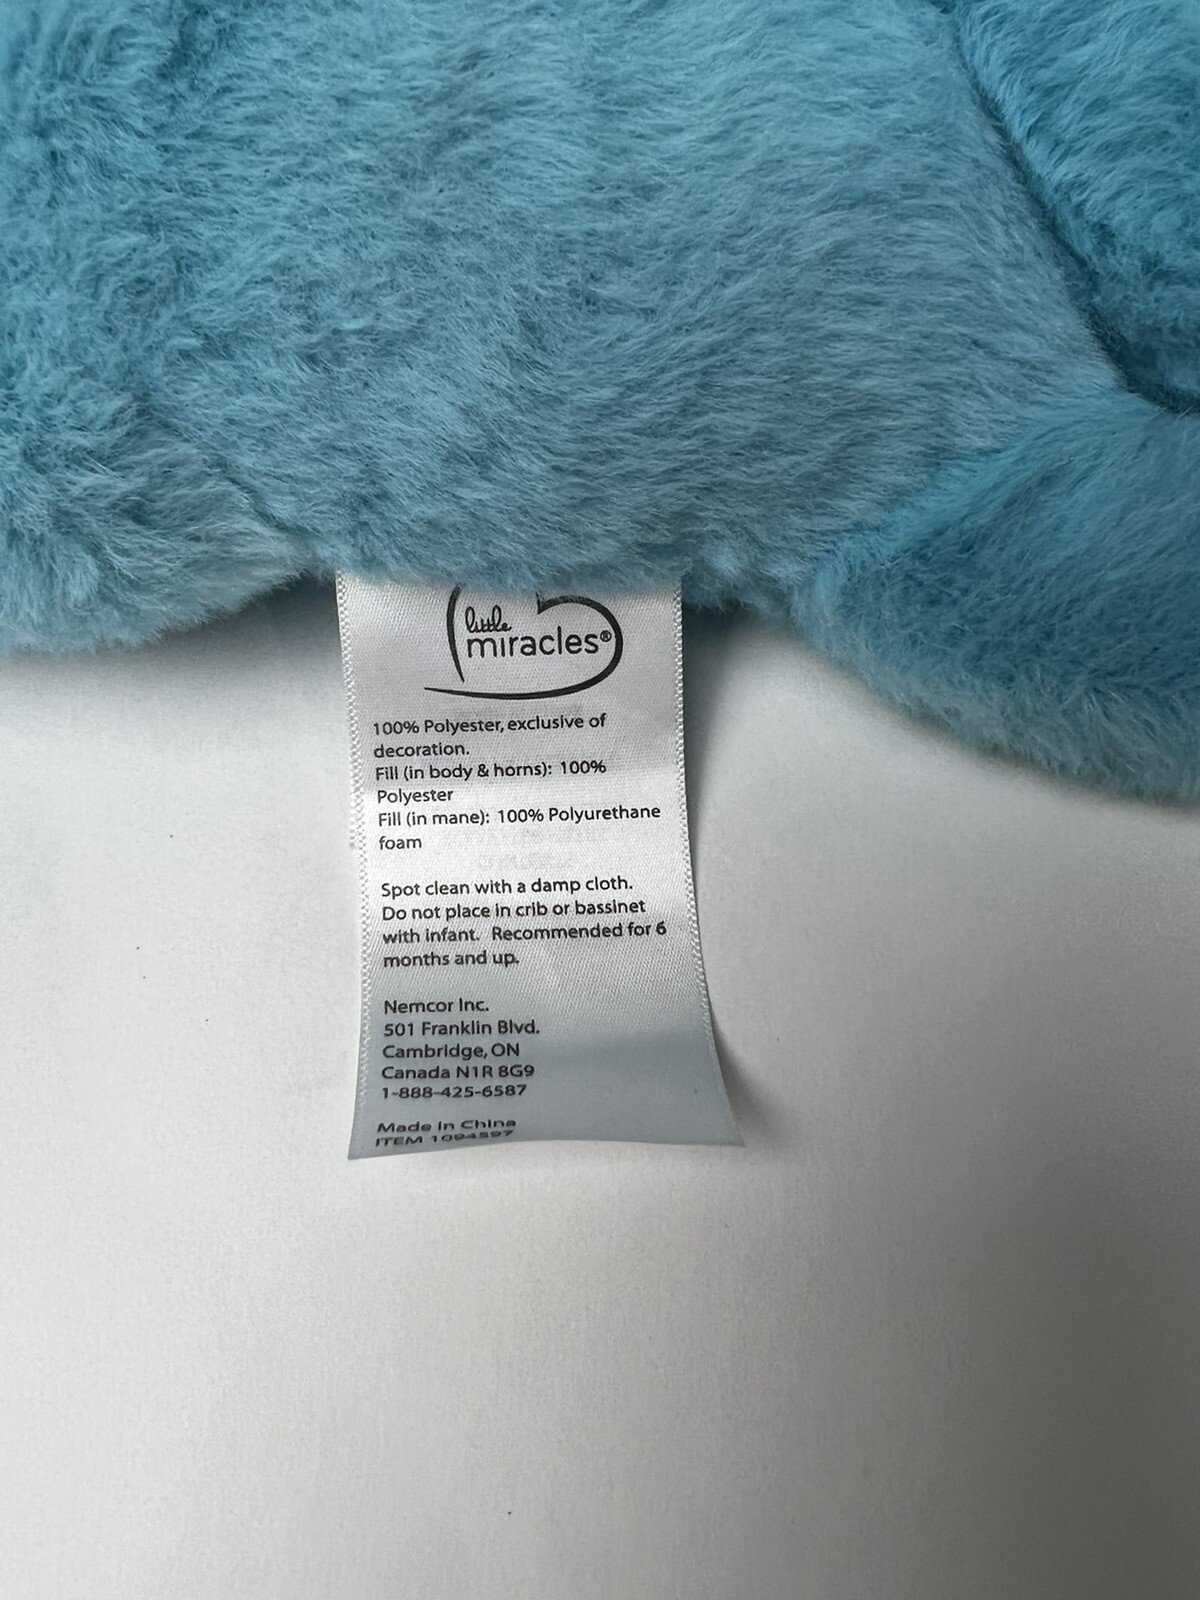 little
miracles®
100% Polyester, exclusive of
decoration.
Fill (in body & horns): 100%
Polyester
Fill (in mane): 100% Polyurethane
foam
Spot clean with a damp cloth.
Do not place in crib or bassinet
with infant. Recommended for 6
months and up.
Nemcor Inc.
501 Franklin Blvd.
Cambridge, ON
Canada N1R 8G9
1-888-425-6587
Made in China
ITEM 1094597